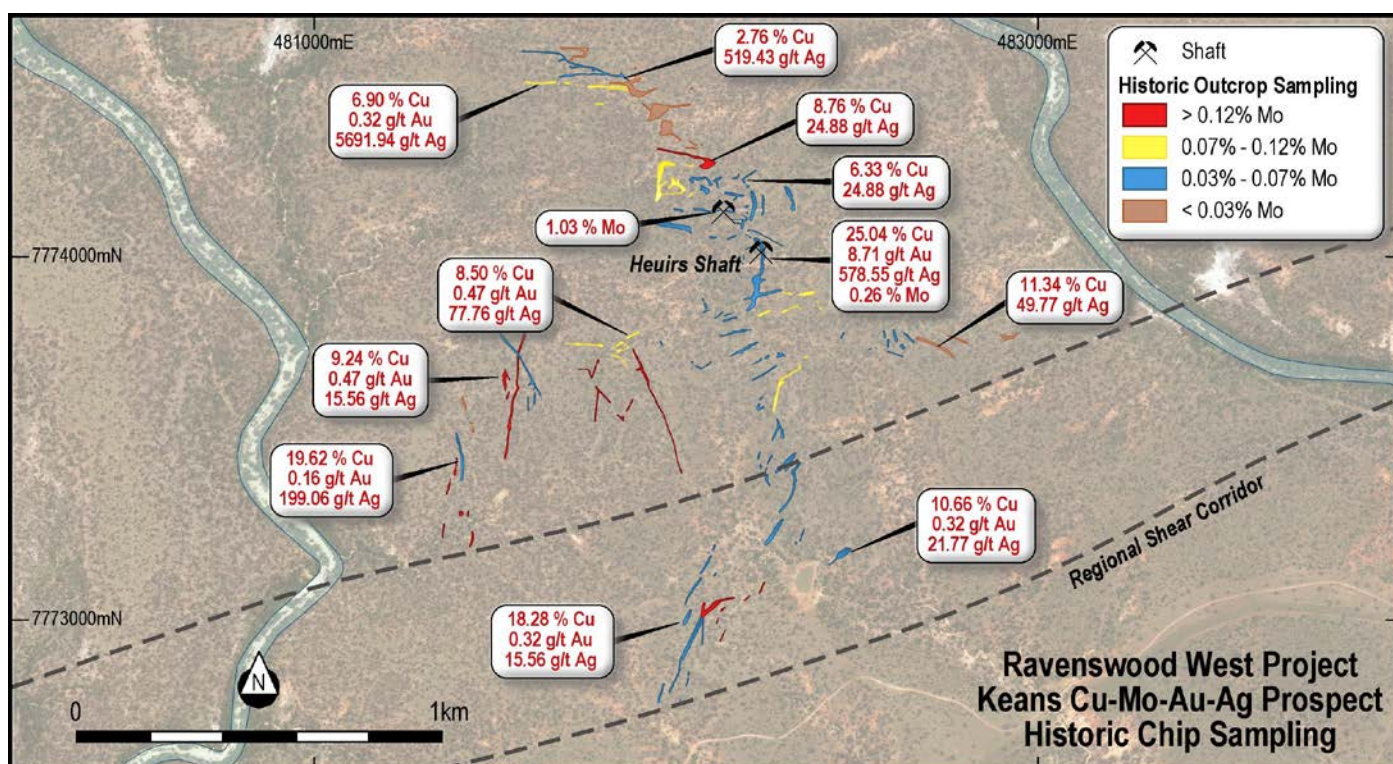 481000mE
483000mE
2.76 % Cu
519.43 g/t Ag
Shaft
Historic Outcrop Sampling
> 0.12% Mo
0.07% - 0.12% Mo
0.03% - 0.07% Mo
< 0.03% Mo
6.90 % Cu
0.32 g/t Au
5691.94 g/t Ag
8.76 % Cu
24.88 g/t Ag
6.33 % Cu
24.88 g/t Ag
1.03 % Mo
7774000mN
Heuirs Shaft
25.04 % Cu
8.71 g/t Au
578.55 g/t Ag
0.26 % Mo
8.50 % Cu
0.47 g/t Au
77.76 g/t Ag
11.34 % Cu
49.77 g/t Ag
9.24 % Cu
0.47 g/t Au
15.56 g/t Ag
19.62 % Cu
0.16 g/t Au
199.06 g/t Ag
10.66 % Cu
0.32 g/t Au
21.77 g/t Ag
Regional Shear Corridor
7773000mN
18.28 % Cu
0.32 g/t Au
15.56 g/t Ag
N
0
1km
Ravenswood West Project
Keans Cu-Mo-Au-Ag Prospect
Historic Chip Sampling